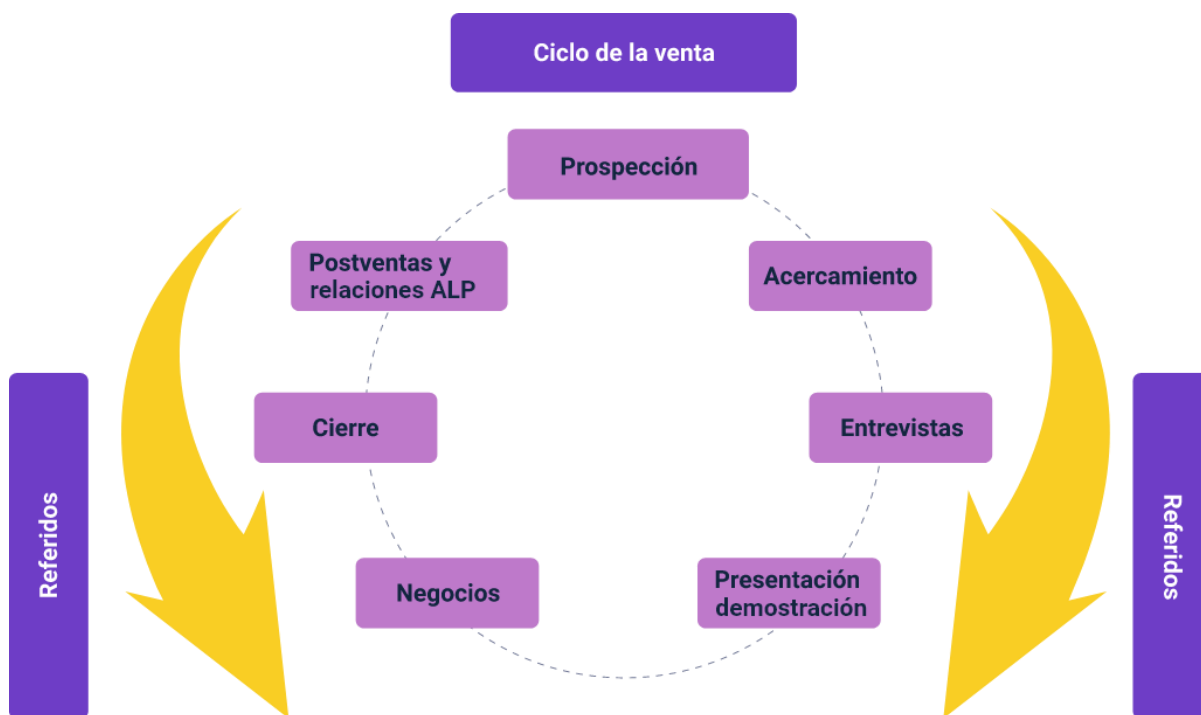 Ciclo de la venta
Prospección
Postventas y
relaciones ALP
Acercamiento
Cierre
Entrevistas
Negocios
Presentación
demostración
Referidos
Referidos